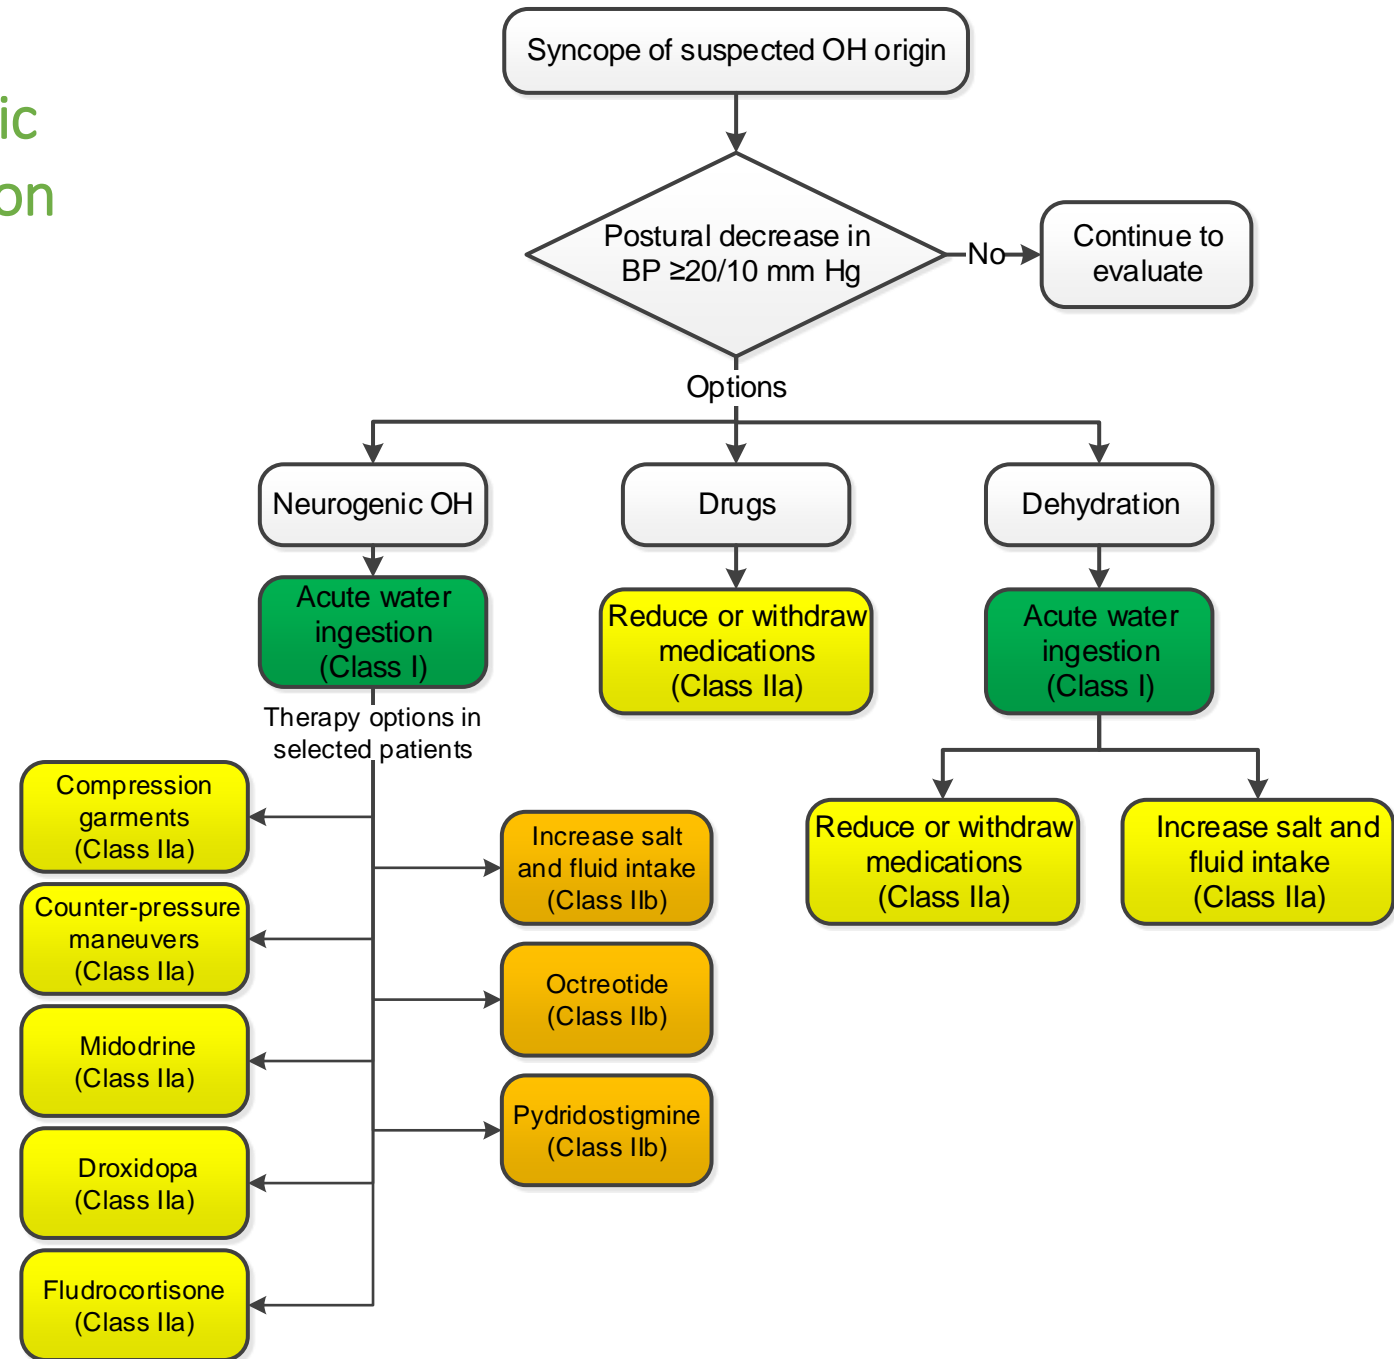 ic
on
Syncope of suspected OH origin
Postural decrease in
BP ≥20/10 mm Hg
No
Continue to
evaluate
Options
Neurogenic OH
Drugs
Dehydration
Acute water
ingestion
(Class I)
Reduce or withdraw
medications
(Class IIa)
Acute water
ingestion
(Class I)
Therapy options in
selected patients
Compression
garments
(Class IIa)
Counter-pressure
maneuvers
(Class IIa)
Midodrine
(Class IIa)
Droxidopa
(Class IIa)
Fludrocortisone
(Class IIa)
Increase salt
and fluid intake
(Class IIb)
Octreotide
(Class IIb)
Pydridostigmine
(Class IIb)
Reduce or withdraw
medications
(Class IIa)
Increase salt and
fluid intake
(Class IIa)